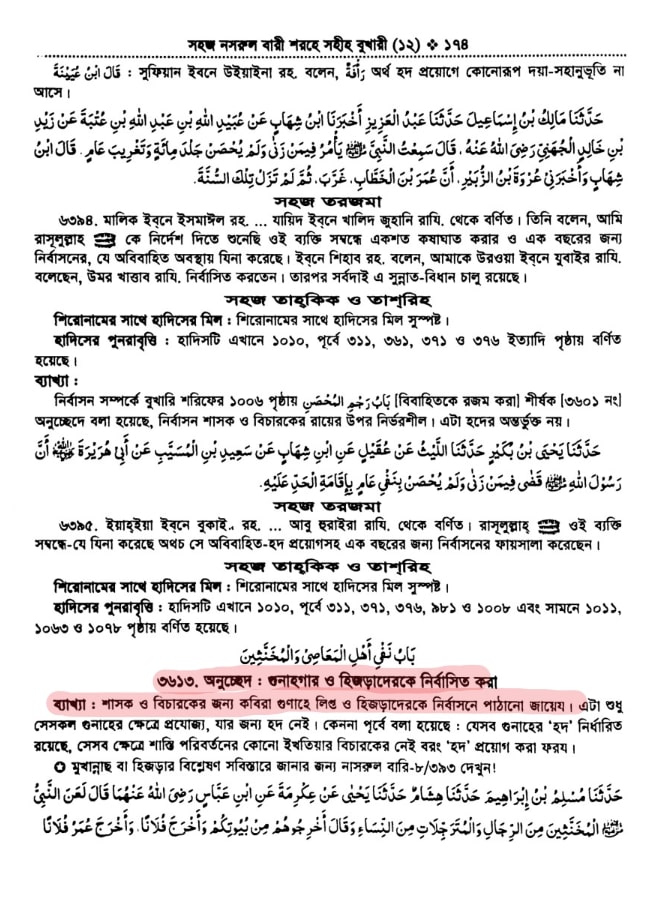 সহজ নসরুল বারী শরহে সহীহ বুখারী (১২) ❖ ১৭৪
قَالَ ابْنُ عُيَيْنَةَ : সুফিয়ান ইবনে উইয়াইনা রহ. বলেন, رَأْفَةٌ অর্থ হদ প্রয়োগে কোনোরূপ দয়া-সহানুভূতি না
আসে।
حَدَّثَنَا مَالِكُ بْنُ إِسْمَاعِيلَ حَدَّثَنَا عَبْدُ الْعَزِيزِ أَخْبَرَنَا ابْنُ شِهَابٍ عَنْ عُبَيْدِ اللهِ بْنِ عَبْدِ اللهِ بْنِ عُتْبَةَ عَنْ زَيْدِ
بْنِ خَالِدٍ الْجُهَنِيِّ رَضِيَ اللهُ عَنْهُ ، قَالَ سَمِعْتُ النَّبِيَّ ﷺ يَأْمُرُ فِيمَنْ زَنَى وَلَمْ يُحْصَنْ جَلْدَ مِائَةٍ وَتَغْرِيبَ عَامٍ . قَالَ ابْنُ
شِهَابٍ وَأَخْبَرَنِي عُرْوَةُ بْنُ الزُّبَيْرِ، أَنَّ عُمَرَ بْنَ الْخَطَّابِ، غَرَّبَ، ثُمَّ لَمْ تَزَلْ تِلْكَ السُّنَّةَ.
সহজ তরজমা
৬৩৯৪. মালিক ইবনে ইসমাঈল রহ. ... যায়িদ ইবনে খালিদ জুহানি রাযি. থেকে বর্ণিত। তিনি বলেন, আমি
রাসূলুল্লাহ ﷺ কে নির্দেশ দিতে শুনেছি ওই ব্যক্তি সম্বন্ধে একশত কষাঘাত করার ও এক বছরের জন্য
নির্বাসনের, যে অবিবাহিত অবস্থায় যিনা করেছে। ইবনে শিহাব রহ. বলেন, আমাকে উরওয়া ইবনে যুবাইর রাযি.
বলেছেন, উমর খাত্তাব রাযি. নির্বাসিত করতেন। তারপর সর্বদাই এ সুন্নাত-বিধান চালু রয়েছে।
সহজ তাহ্‌কিক ও তাশ্‌রিহ
শিরোনামের সাথে হাদিসের মিল : শিরোনামের সাথে হাদিসের মিল সুস্পষ্ট।
হাদিসের পুনরাবৃত্তি : হাদিসটি এখানে ১০১০, পূর্বে ৩১১, ৩৬১, ৩৭১ ও ৩৭৬ ইত্যাদি পৃষ্ঠায় বর্ণিত
হয়েছে।
ব্যাখ্যা :
নির্বাসন সম্পর্কে বুখারি শরিফের ১০০৬ পৃষ্ঠায় بَابُ رَجْمِ الْمُحْصَنِ [বিবাহিতকে রজম করা] শীর্ষক [৩৬০১ নং]
অনুচ্ছেদে বলা হয়েছে, নির্বাসন শাসক ও বিচারকের রায়ের উপর নির্ভরশীল। এটা হদের অন্তর্ভুক্ত নয়।
حَدَّثَنَا يَحْيَى بْنُ بُكَيْرٍ حَدَّثَنَا اللَّيْثُ عَنْ عُقَيْلٍ عَنِ ابْنِ شِهَابٍ عَنْ سَعِيدِ بْنِ الْمُسَيَّبِ عَنْ أَبِي هُرَيْرَةَ ﷺ أَنَّ
رَسُولَ اللهِ ﷺ قَضَى فِيمَنْ زَنَى وَلَمْ يُحْصَنْ بِنَفْيِ عَامٍ بِإِقَامَةِ الْحَدِّ عَلَيْهِ.
সহজ তরজমা
৬৩৯৫. ইয়াহ্ইয়া ইবনে বুকাই. রহ. ... আবু হুরাইরা রাযি. থেকে বর্ণিত। রাসূলুল্লাহ্ ﷺ ওই ব্যক্তি
সম্বন্ধে-যে যিনা করেছে অথচ সে অবিবাহিত-হদ প্রয়োগসহ এক বছরের জন্য নির্বাসনের ফায়সালা করেছেন।
সহজ তাহ্‌কিক ও তাশ্‌রিহ
শিরোনামের সাথে হাদিসের মিল : শিরোনামের সাথে হাদিসের মিল সুস্পষ্ট।
হাদিসের পুনরাবৃত্তি : হাদিসটি এখানে ১০১০, পূর্বে ৩১১, ৩৭১, ৩৭৬, ৯৮১ ও ১০০৮ এবং সামনে ১০১১,
১০৬৩ ও ১০৭৮ পৃষ্ঠায় বর্ণিত হয়েছে।
بَابُ نَفْيِ أَهْلِ الْمَعَاصِي وَالْمُخَنَّثِينَ
৩৬১৩. অনুচ্ছেদ : গুনাহগার ও হিজড়াদেরকে নির্বাসিত করা
ব্যাখ্যা : শাসক ও বিচারকের জন্য কবিরা গুণাহে লিপ্ত ও হিজড়াদেরকে নির্বাসনে পাঠানো জায়েয। এটা শুধু
সেসকল গুনাহের ক্ষেত্রে প্রযোজ্য, যার জন্য হদ নেই। কেননা পূর্বে বলা হয়েছে : যেসব গুনাহের ‘হদ’ নির্ধারিত
রয়েছে, সেসব ক্ষেত্রে শাস্তি পরিবর্তনের কোনো ইখতিয়ার বিচারকের নেই বরং ‘হদ’ প্রয়োগ করা ফরয।
✪ মুখান্নাছ বা হিজড়ার বিশ্লেষণ সবিস্তারে জানার জন্য নাসরুল বারি-৮/৩৯৩ দেখুন!
حَدَّثَنَا مُسْلِمُ بْنُ إِبْرَاهِيمَ حَدَّثَنَا هِشَامٌ حَدَّثَنَا يَحْيَى عَنْ عِكْرِمَةَ عَنِ ابْنِ عَبَّاسٍ رَضِيَ اللهُ عَنْهُمَا قَالَ لَعَنَ النَّبِيُّ
ﷺ الْمُخَنَّثِينَ مِنَ الرِّجَالِ وَالْمُتَرَجِّلَاتِ مِنَ النِّسَاءِ وَقَالَ أَخْرِجُوهُمْ مِنْ بُيُوتِكُمْ وَأَخْرَجَ فُلَانًا. وَأَخْرَجَ عُمَرُ فُلَانًا